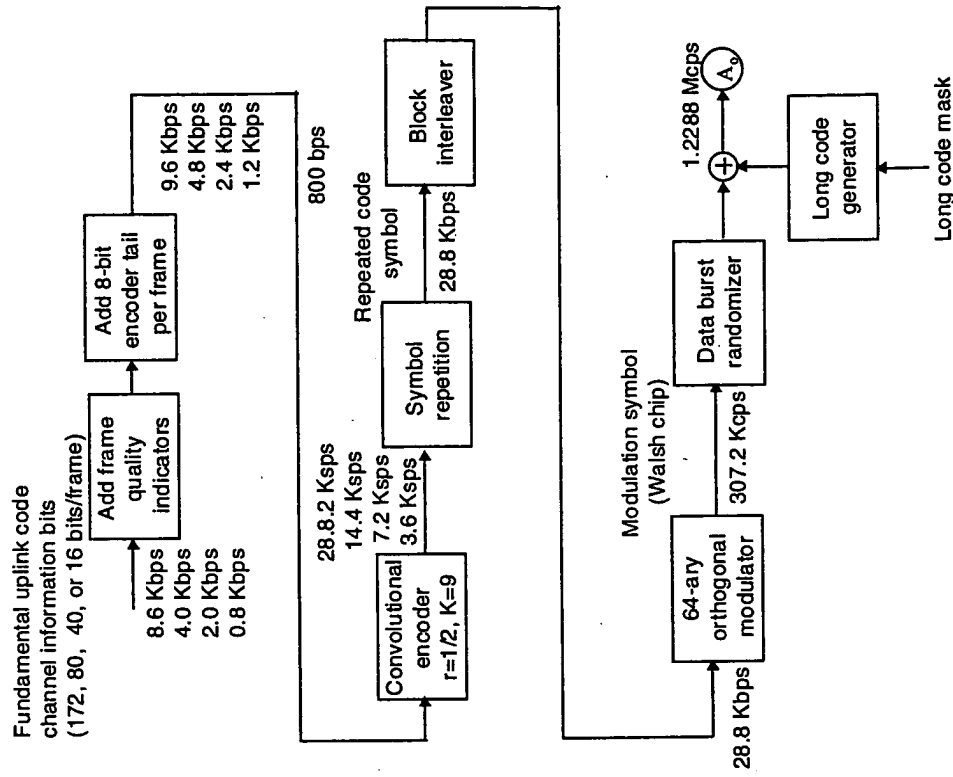 Fundamental uplink code
channel information bits
(172, 80, 40, or 16 bits/frame)
8.6 Kbps
4.0 Kbps
2.0 Kbps
0.8 Kbps
Add frame
quality
indicators
Add 8-bit
encoder tail
per frame
9.6 Kbps
4.8 Kbps
2.4 Kbps
1.2 Kbps
800 bps
Convolutional
encoder
r=1/2, K=9
28.8.2 Ksps
14.4 Ksps
7.2 Ksps
3.6 Ksps
Symbol
repetition
Repeated code
symbol
28.8 Kbps
Block
interleaver
28.8 Kbps
64-ary
orthogonal
modulator
Modulation symbol
(Walsh chip)
307.2 Kcps
Data burst
randomizer
+
1.2288 Mcps
A₀
Long code
generator
Long code mask